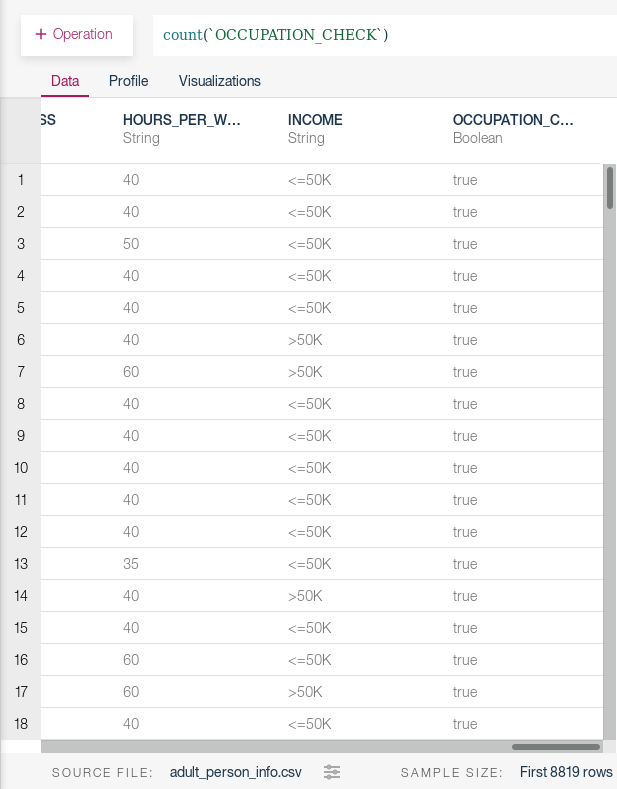 + Operation count(`OCCUPATION_CHECK`)
Data Profile Visualizations
SS HOURS_PER_W... INCOME OCCUPATION_C...
String String Boolean
1 40 <=50K true
2 40 <=50K true
3 50 <=50K true
4 40 <=50K true
5 40 <=50K true
6 40 >50K true
7 60 >50K true
8 40 <=50K true
9 40 <=50K true
10 40 <=50K true
11 40 <=50K true
12 40 <=50K true
13 35 <=50K true
14 40 >50K true
15 40 <=50K true
16 60 <=50K true
17 60 >50K true
18 40 <=50K true
SOURCE FILE: adult_person_info.csv SAMPLE SIZE: First 8819 rows